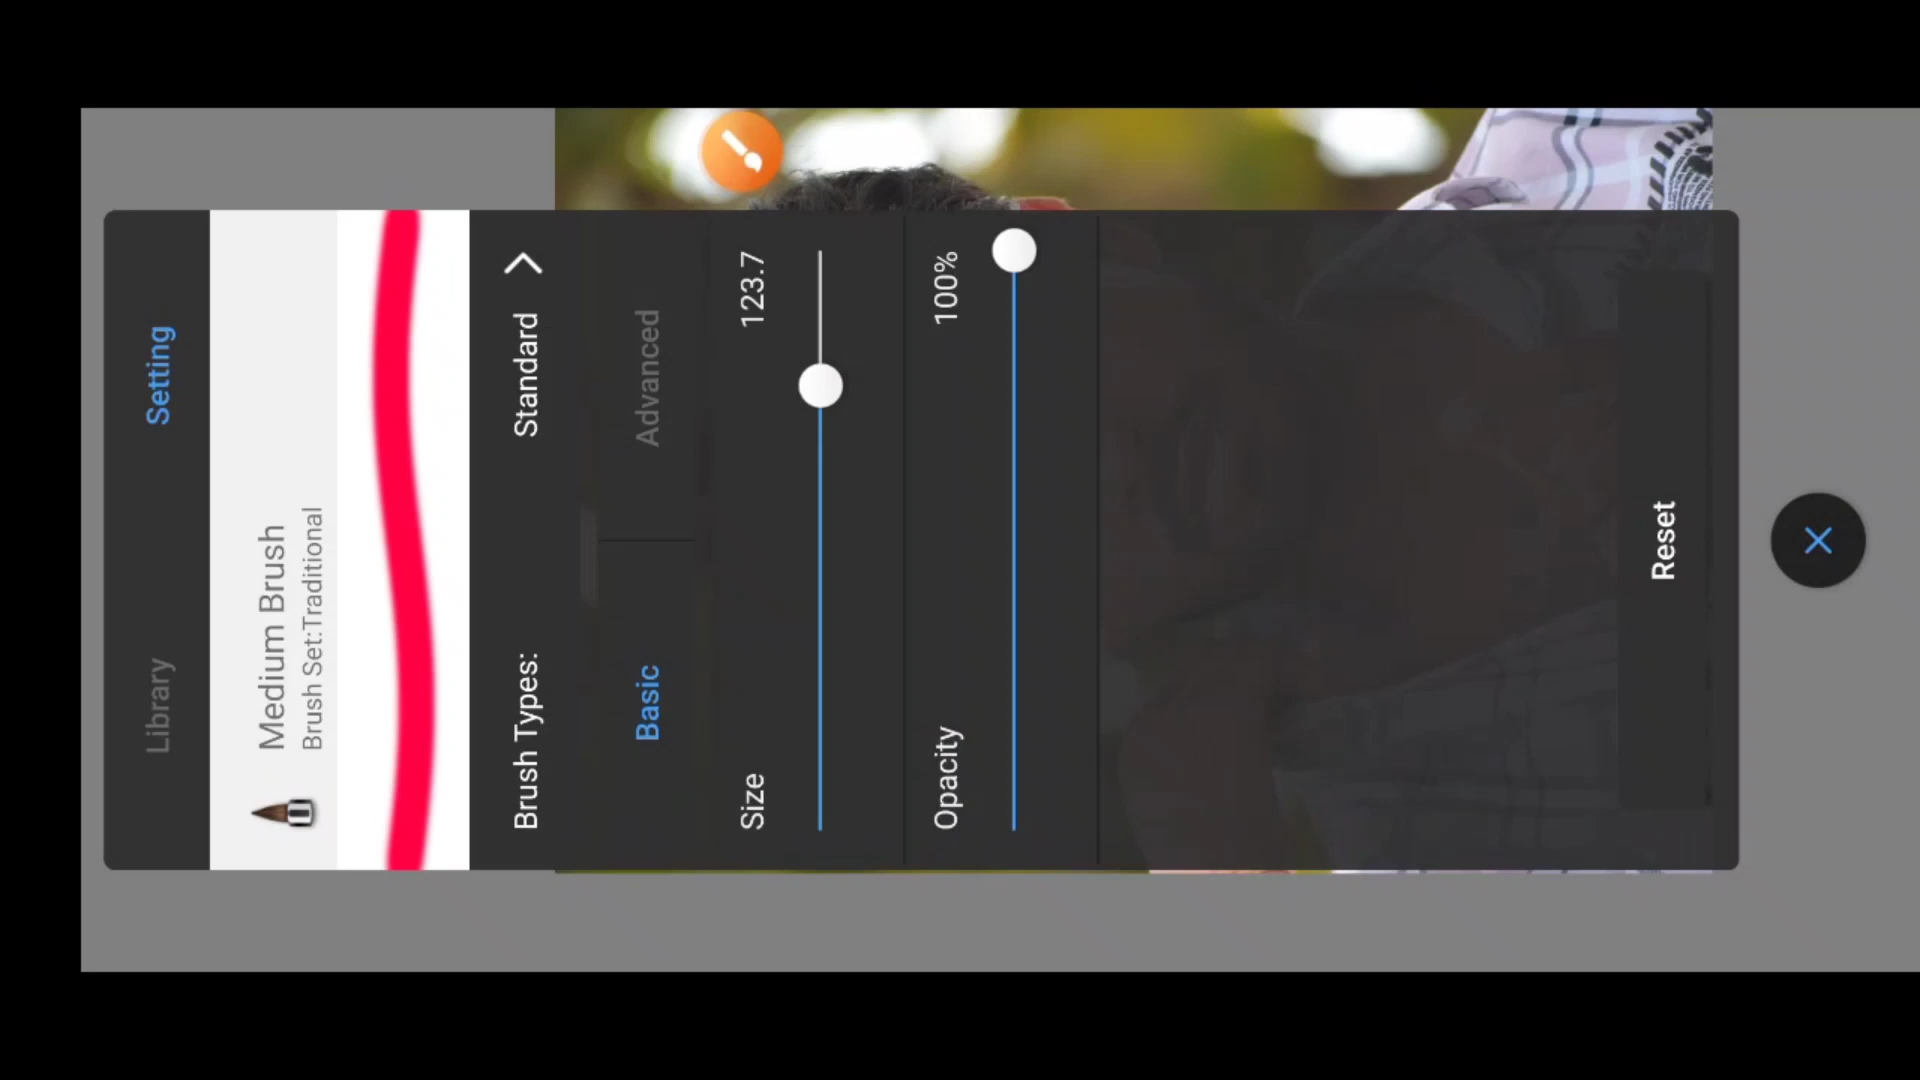 Library
Setting
Medium Brush
Brush Set:Traditional
Brush Types:
Standard
Basic
Advanced
Size
123.7
Opacity
100%
Reset